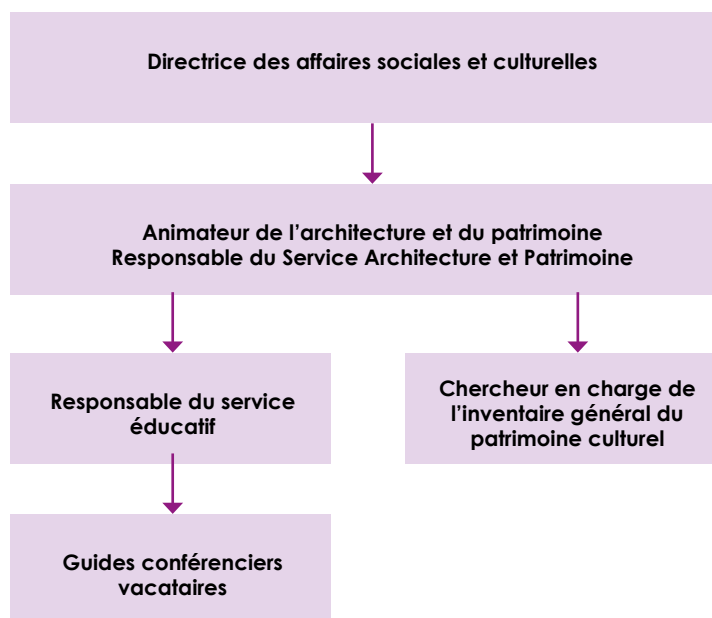 Directrice des affaires sociales et culturelles
Animateur de l’architecture et du patrimoine
Responsable du Service Architecture et Patrimoine
Responsable du service
éducatif
Chercheur en charge de
l’inventaire général du
patrimoine culturel
Guides conférenciers
vacataires